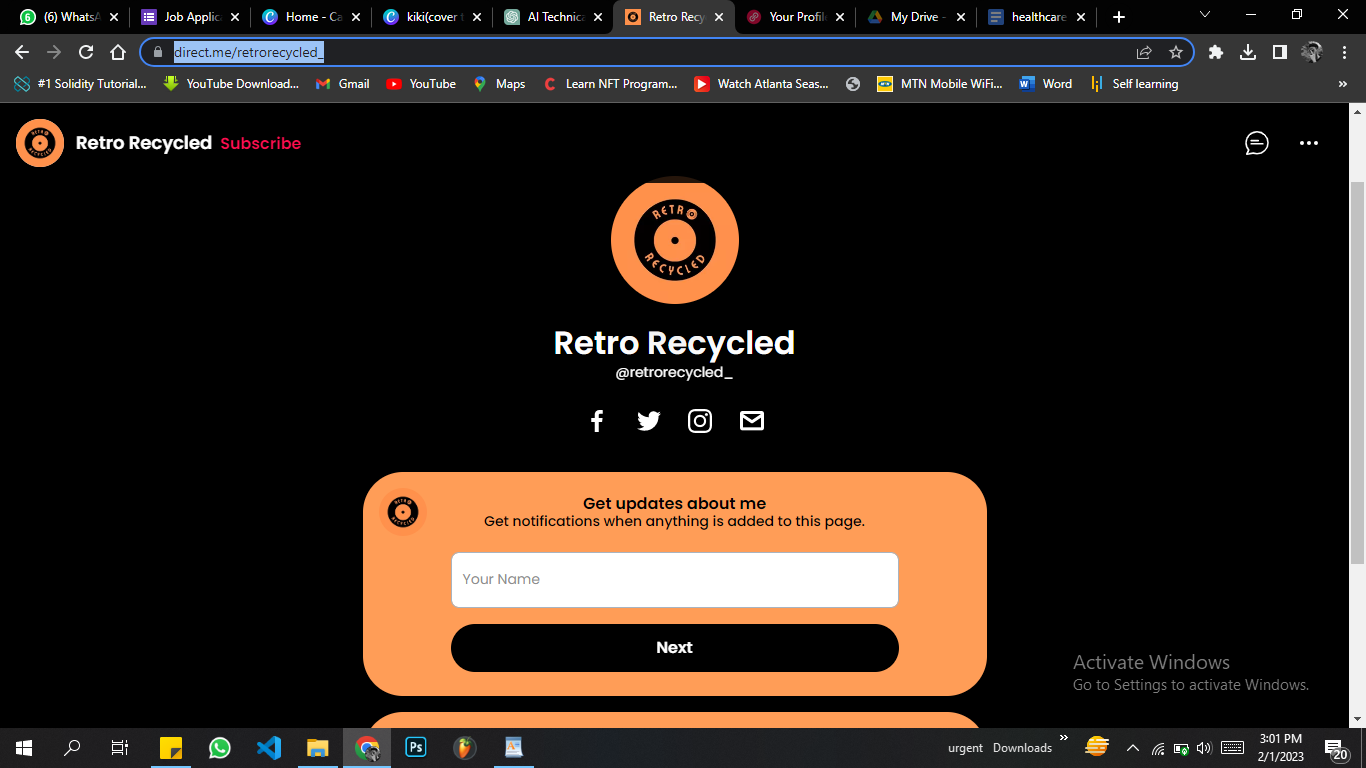 (6) WhatsA
Job Applica
Home - Ca
kiki(cover
AI Technica
Retro Recy
Your Profil
My Drive -
healthcare
direct.me/retrorecycled_
#1 Solidity Tutorial...
YouTube Download...
Gmail
YouTube
Maps
Learn NFT Program...
Watch Atlanta Seas...
MTN Mobile WiFi...
Word
Self learning
»
Retro Recycled Subscribe
RETRO
RECYCLED
Retro Recycled
@retrorecycled_
Get updates about me
Get notifications when anything is added to this page.
Your Name
Next
Activate Windows
Go to Settings to activate Windows.
urgent Downloads »
3:01 PM
2/1/2023
20